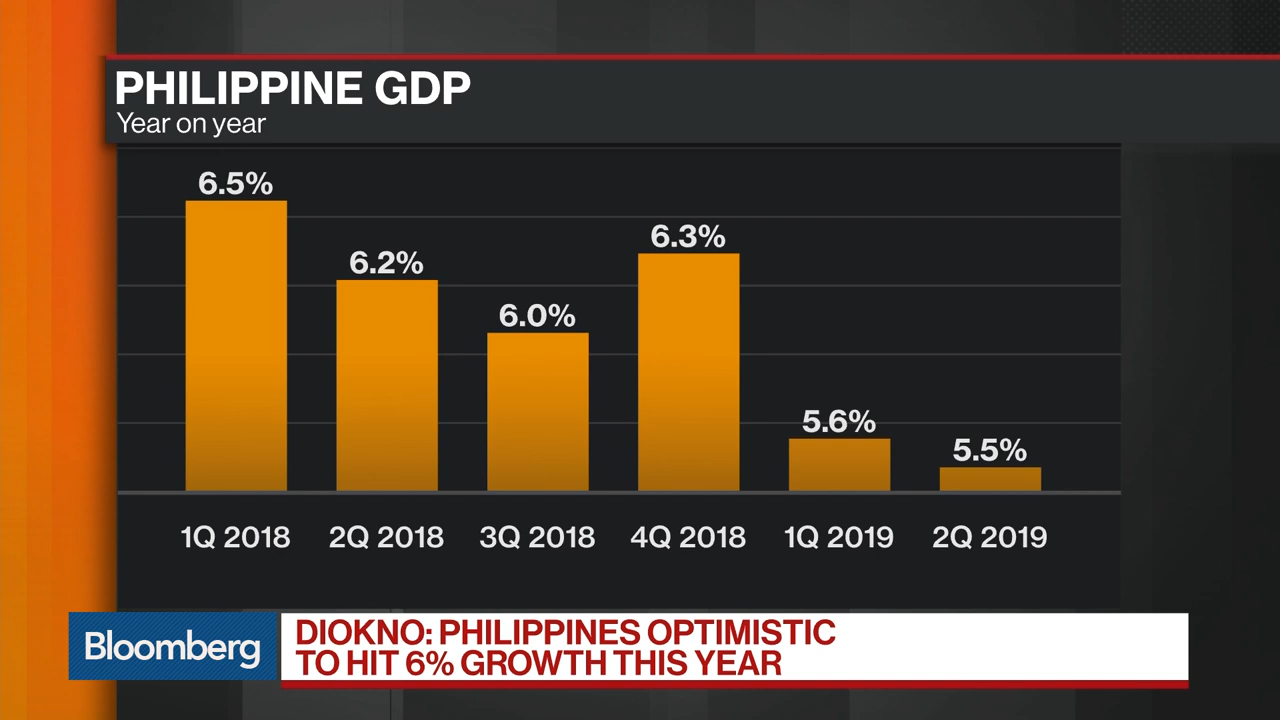 PHILIPPINE GDP
Year on year
6.5%
6.2%
6.0%
6.3%
5.6%
5.5%
1Q 2018
2Q 2018
3Q 2018
4Q 2018
1Q 2019
2Q 2019
Bloomberg
DIOKNO: PHILIPPINES OPTIMISTIC
TO HIT 6% GROWTH THIS YEAR